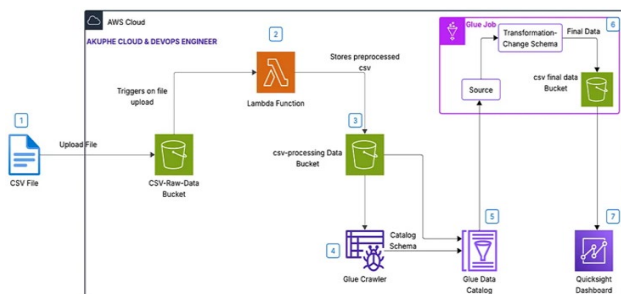 AWS Cloud
AKUPHE CLOUD & DEVOPS ENGINEER
1
CSV File
Upload File
CSV-Raw-Data
Bucket
Triggers on file
upload
2
Lambda Function
Stores preprocessed
csv
3
csv-processing Data
Bucket
4
Glue Crawler
Catalog
Schema
5
Glue Data
Catalog
Glue Job
Source
Transformation-
Change Schema
Final Data
6
csv final data
Bucket
7
Quicksight
Dashboard